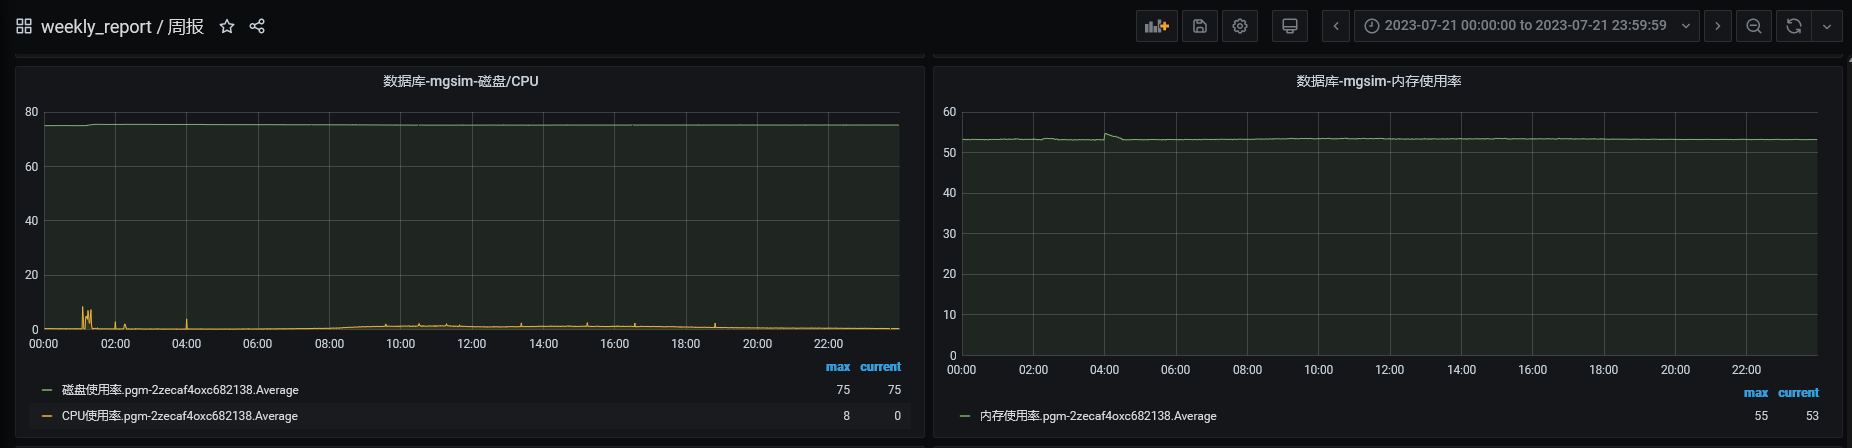 weekly_report / 周报
2023-07-21 00:00:00 to 2023-07-21 23:59:59
数据库-mgsim-磁盘/CPU
80
60
40
20
0
00:00 02:00 04:00 06:00 08:00 10:00 12:00 14:00 16:00 18:00 20:00 22:00
max current
磁盘使用率.pgm-2zecaf4oxc682138.Average 75 75
CPU使用率.pgm-2zecaf4oxc682138.Average 8 0
数据库-mgsim-内存使用率
60
50
40
30
20
10
0
00:00 02:00 04:00 06:00 08:00 10:00 12:00 14:00 16:00 18:00 20:00 22:00
max current
内存使用率.pgm-2zecaf4oxc682138.Average 55 53